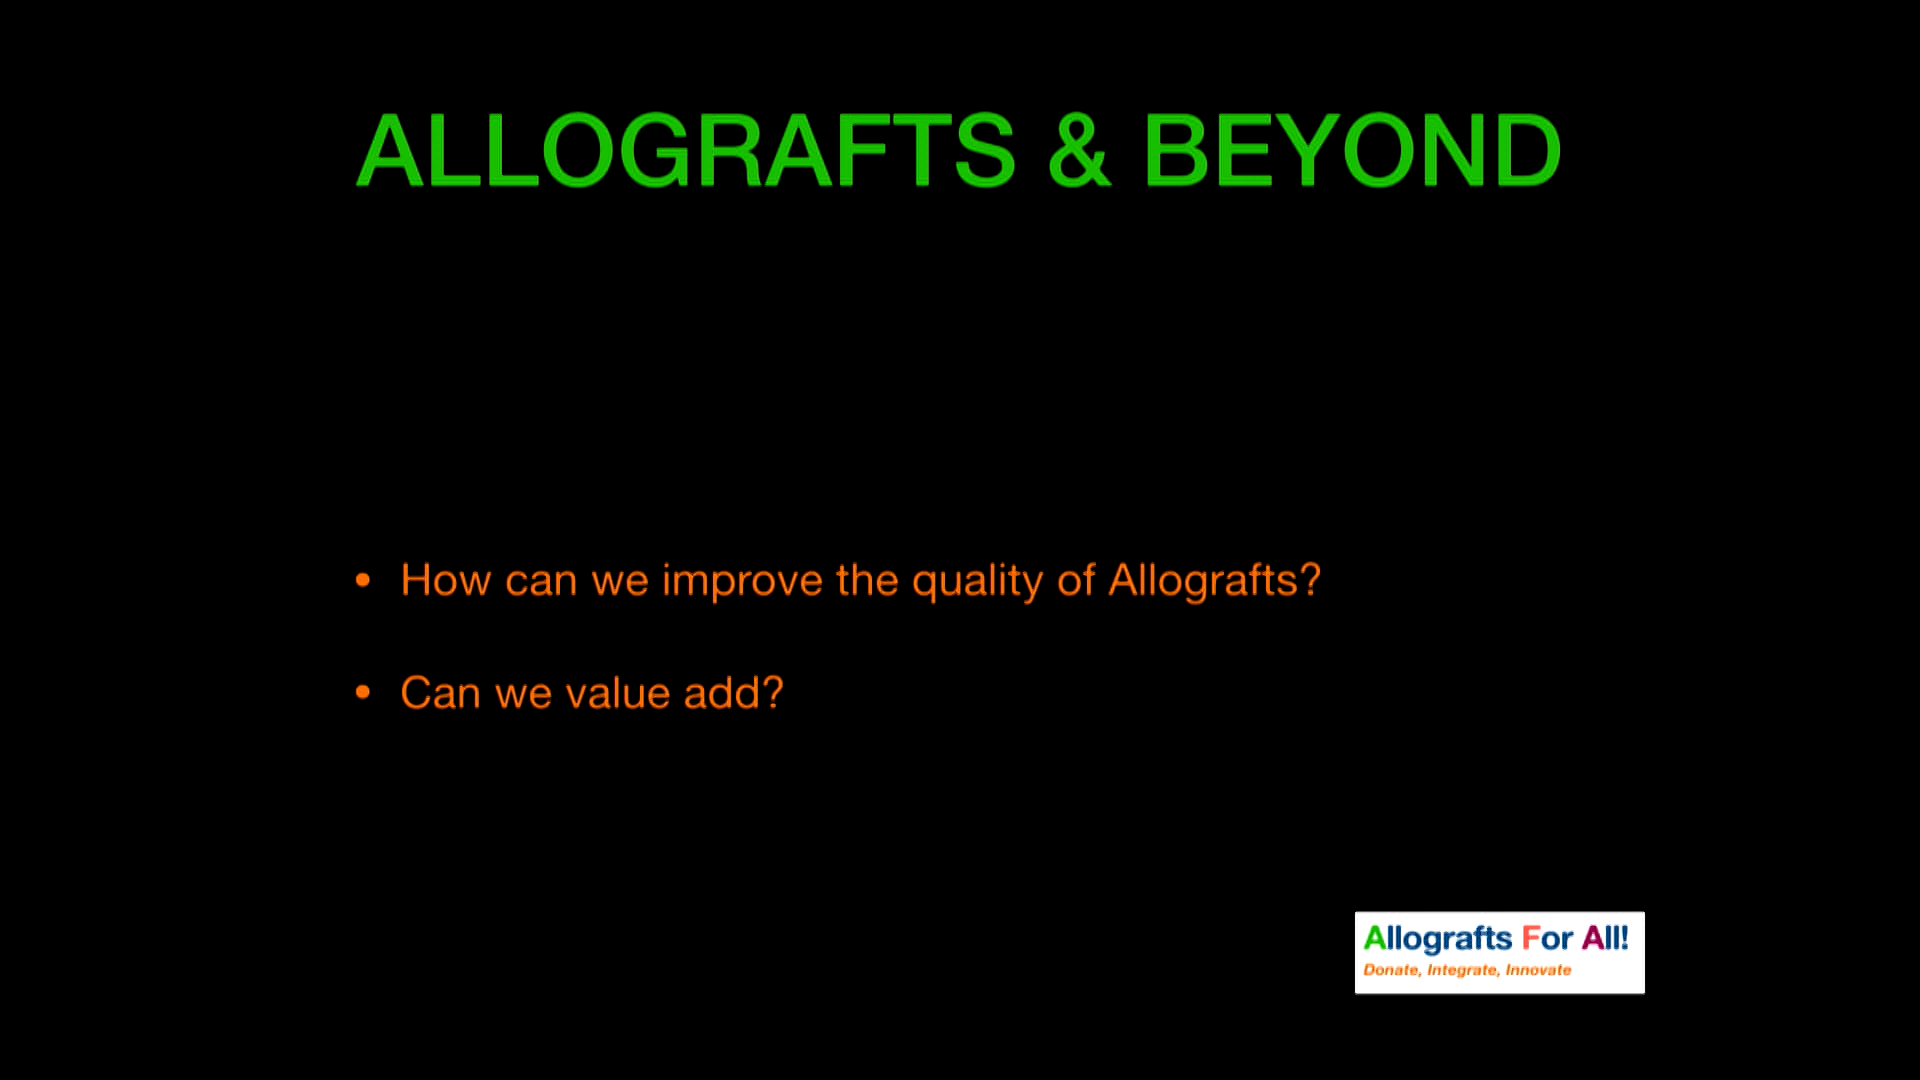 ALLOGRAFTS & BEYOND
• How can we improve the quality of Allografts?
• Can we value add?
Allografts For All!
Donate, Integrate, Innovate